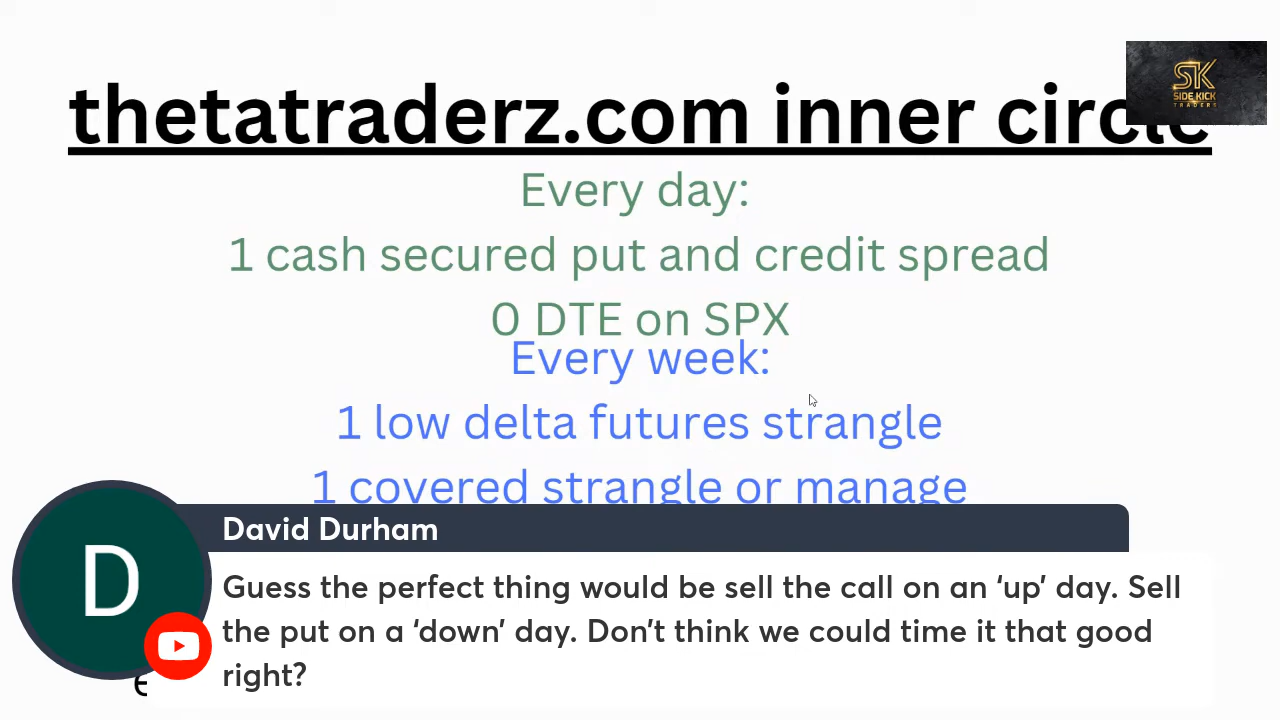 thetatraderz.com inner circle
SK
SIDE KICK
TRADERS
Every day:
1 cash secured put and credit spread
0 DTE on SPX
Every week:
1 low delta futures strangle
1 covered strangle or manage
D
David Durham
Guess the perfect thing would be sell the call on an ‘up’ day. Sell
the put on a ‘down’ day. Don’t think we could time it that good
right?